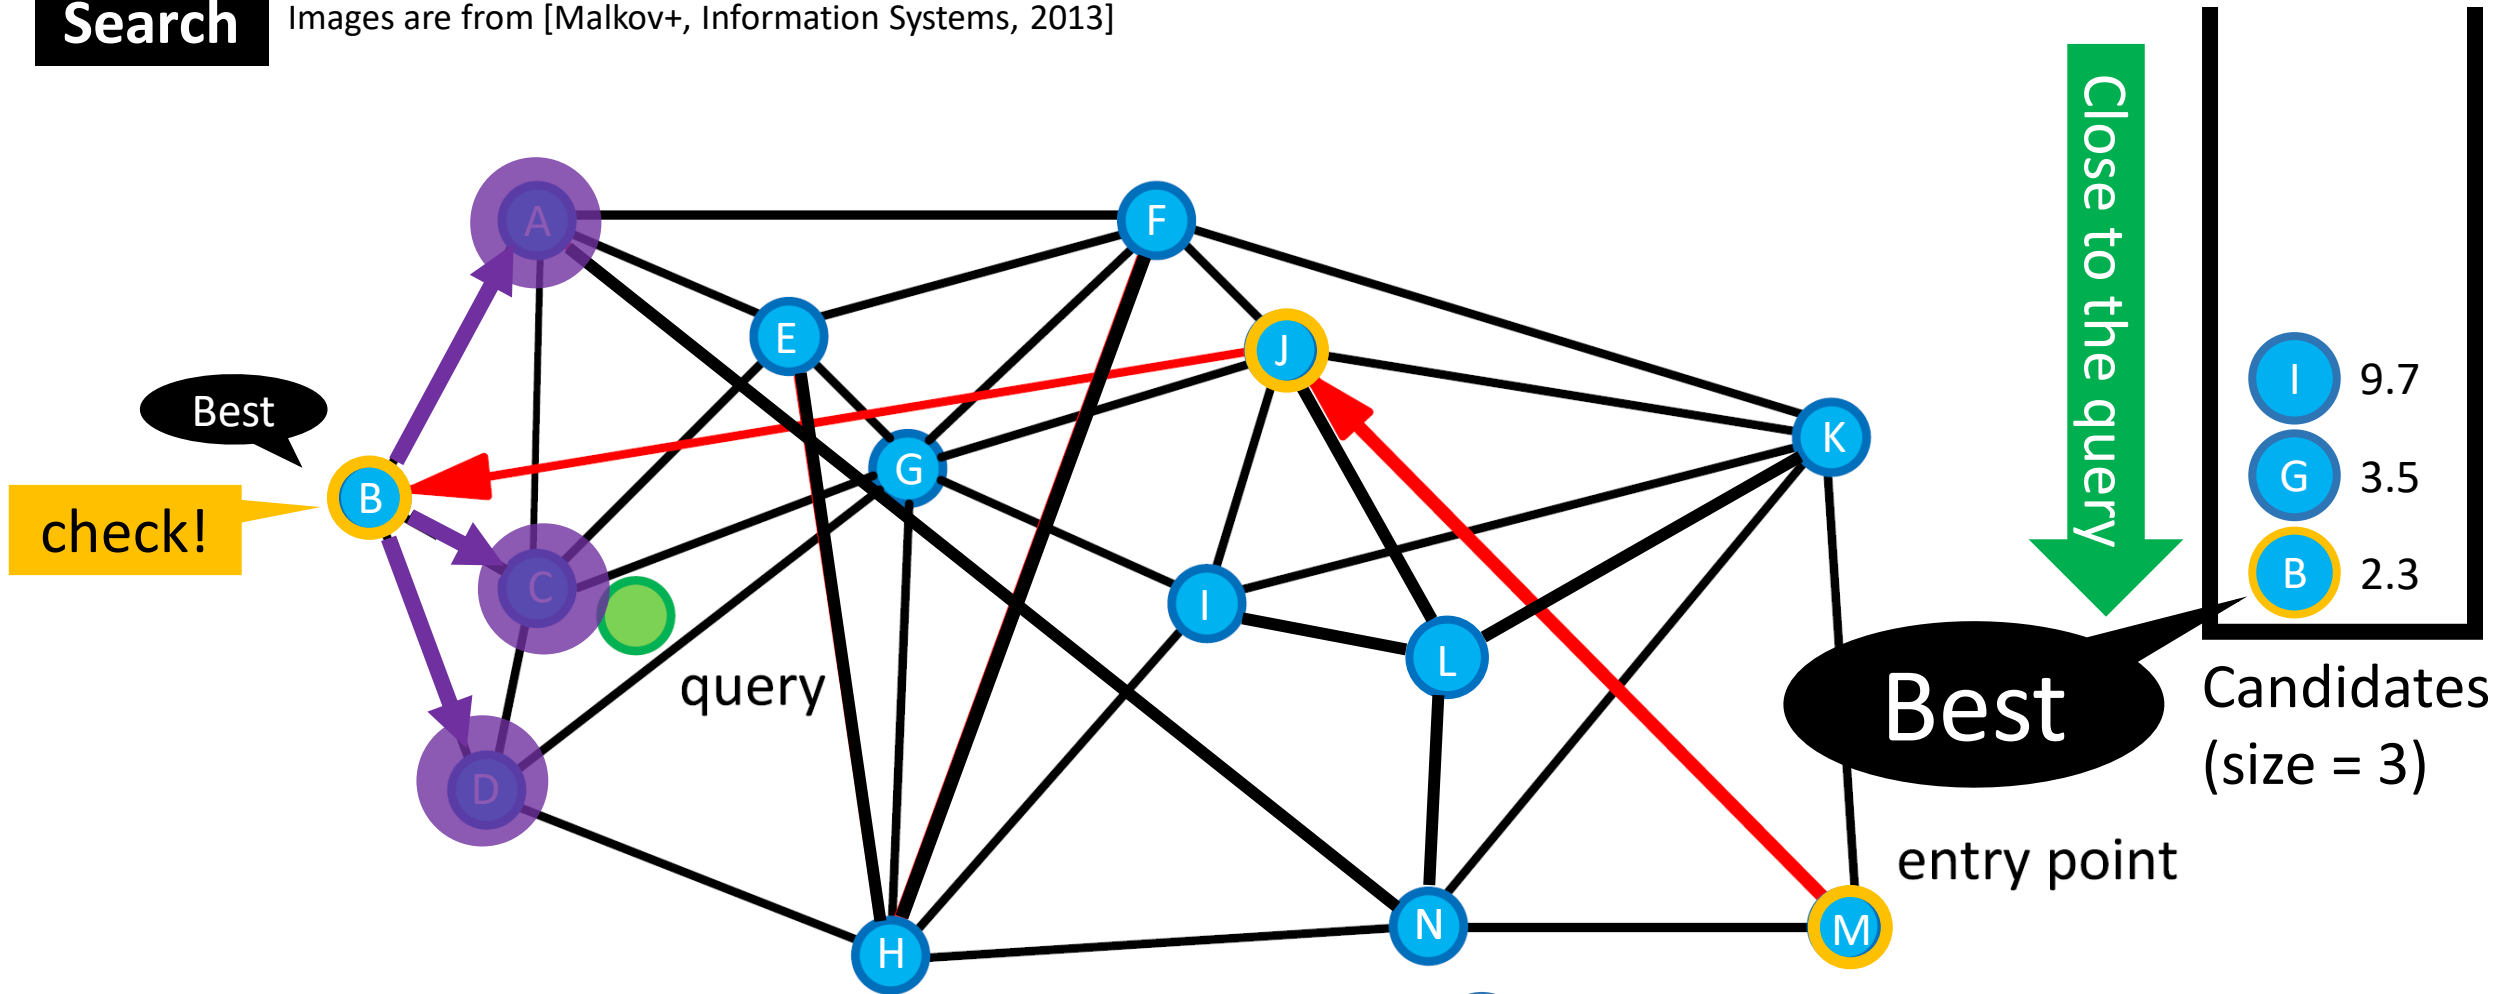 Search
Images are from [Malkov+, Information Systems, 2013]
Close to the query
A
F
E
J
I 9.7
Best
K
G
G 3.5
B
check!
C
B 2.3
I
L
query
Best
Candidates
(size = 3)
D
entry point
H
N
M